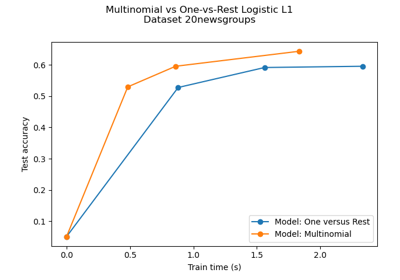 Multinomial vs One-vs-Rest Logistic L1
Dataset 20newsgroups
Test accuracy
0.6
0.5
0.4
0.3
0.2
0.1
Model: One versus Rest
Model: Multinomial
0.0 0.5 1.0 1.5 2.0
Train time (s)